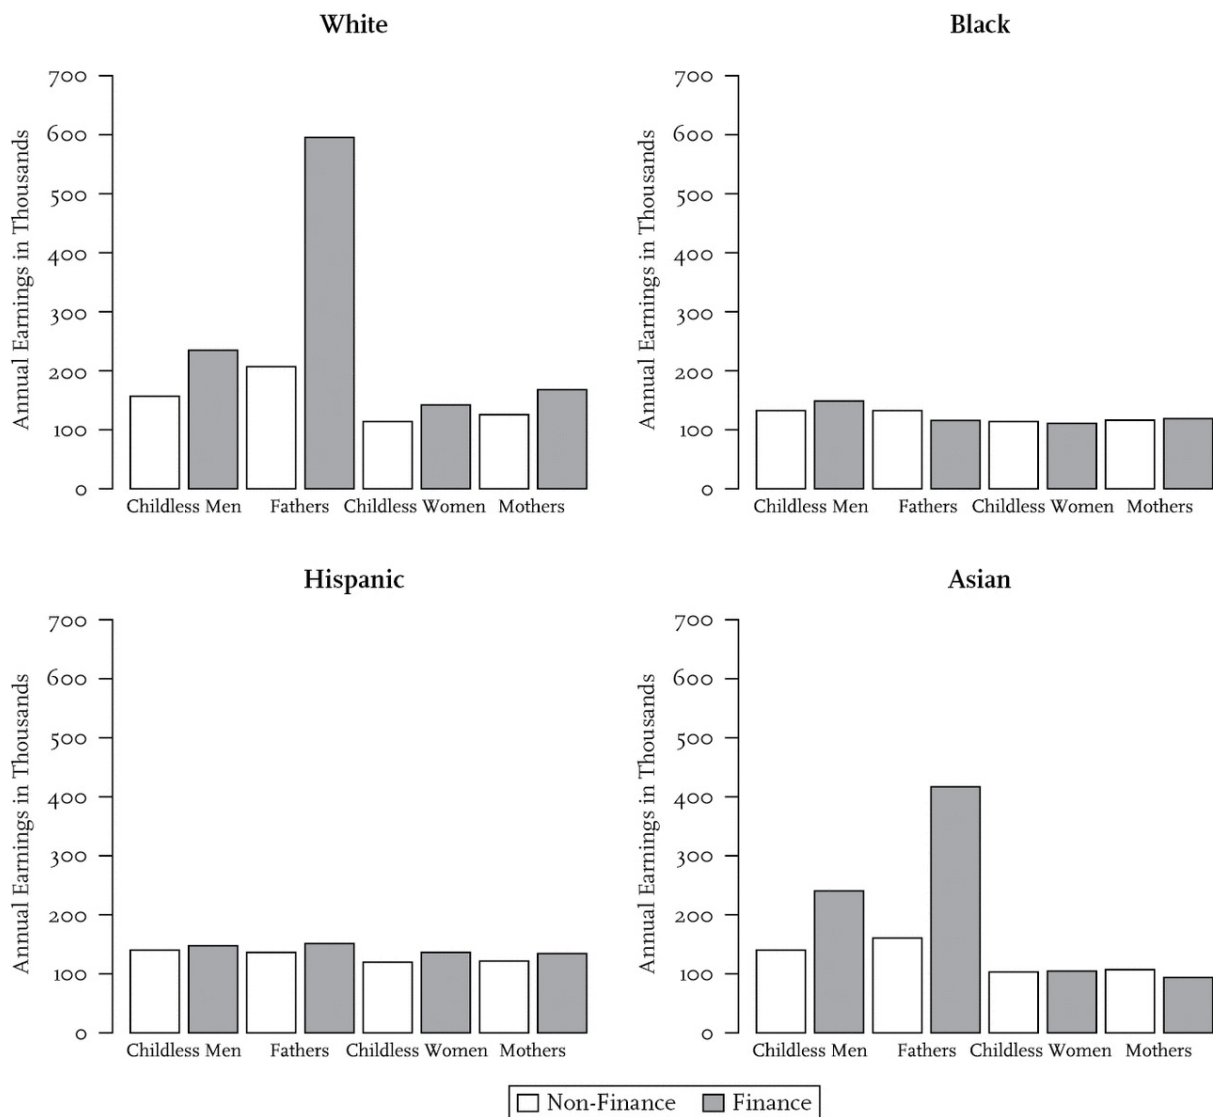 White
Annual Earnings in Thousands
700
600
500
400
300
200
100
0
Childless Men Fathers Childless Women Mothers
Black
Annual Earnings in Thousands
700
600
500
400
300
200
100
0
Childless Men Fathers Childless Women Mothers
Hispanic
Annual Earnings in Thousands
700
600
500
400
300
200
100
0
Childless Men Fathers Childless Women Mothers
Asian
Annual Earnings in Thousands
700
600
500
400
300
200
100
0
Childless Men Fathers Childless Women Mothers
Non-Finance Finance